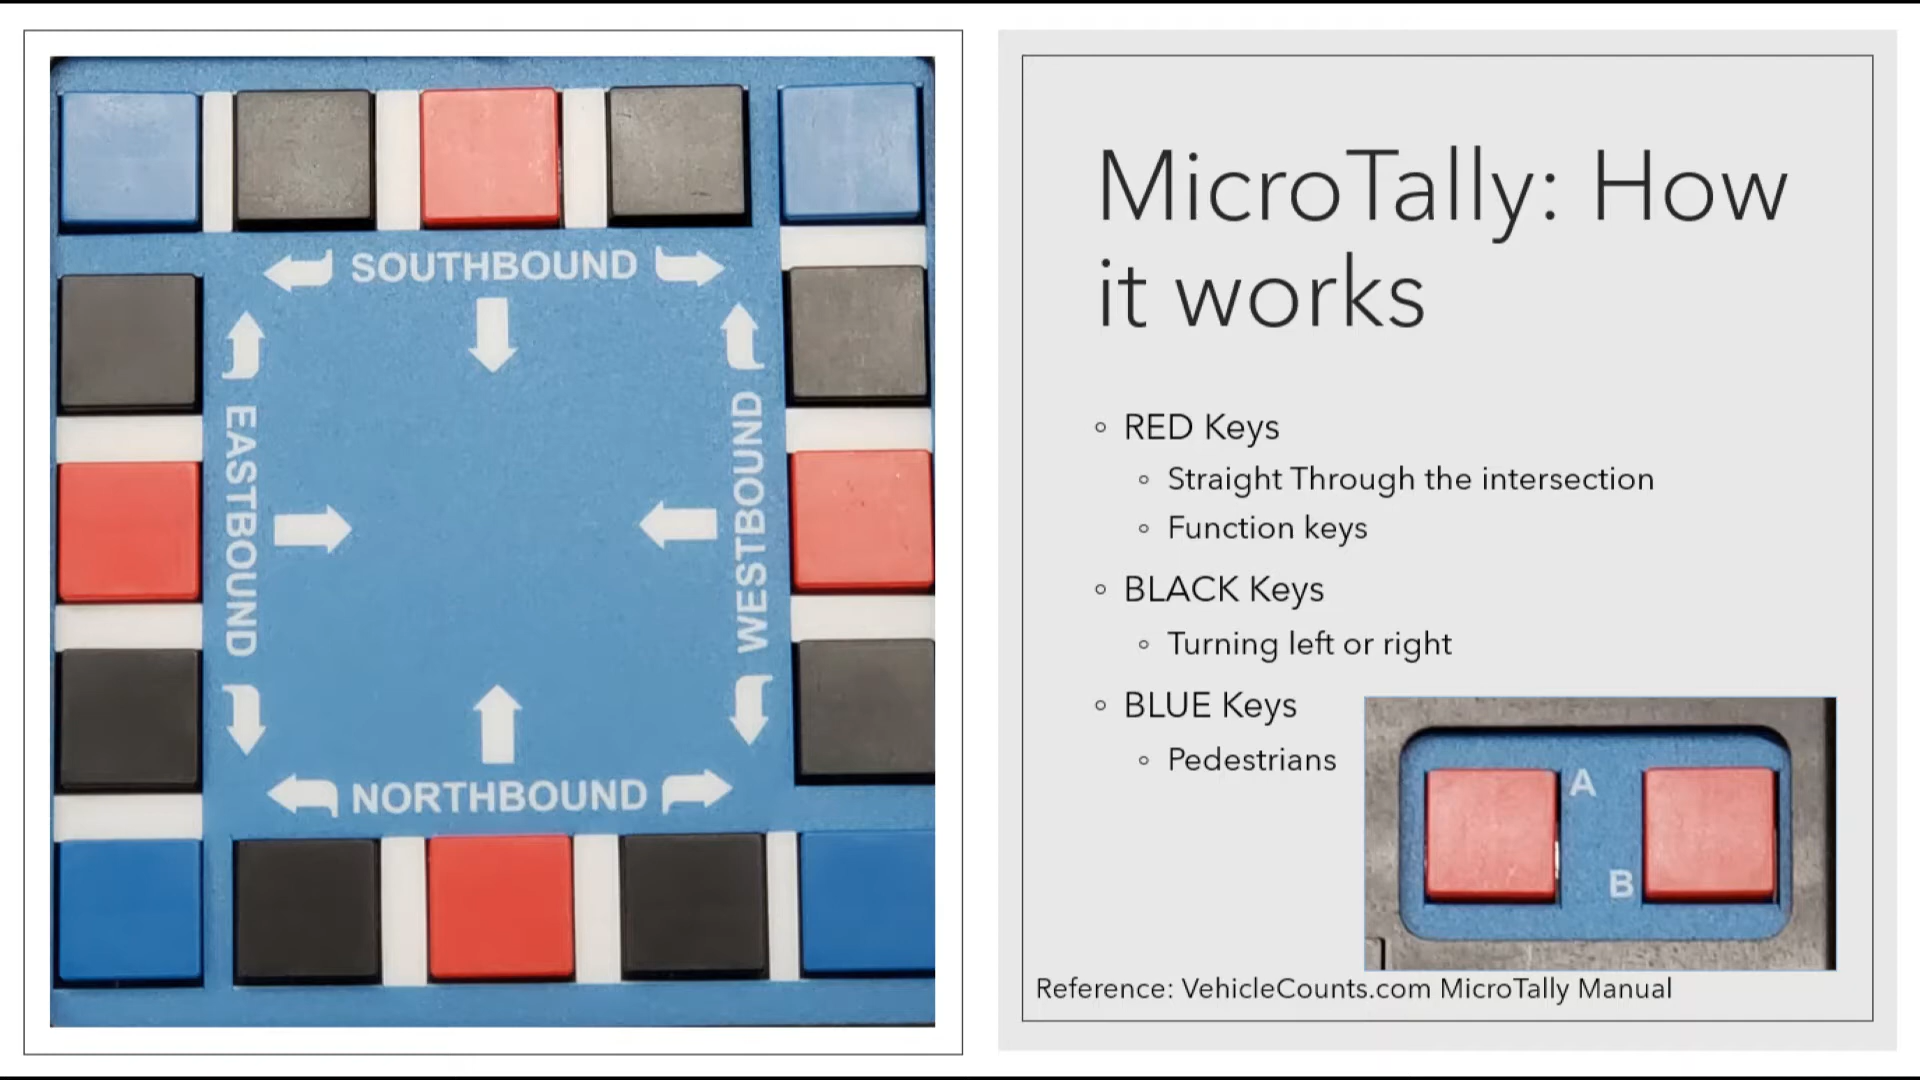 SOUTHBOUND
EASTBOUND
WESTBOUND
NORTHBOUND
MicroTally: How
it works
RED Keys
Straight Through the intersection
Function keys
BLACK Keys
Turning left or right
BLUE Keys
Pedestrians
A
B
Reference: VehicleCounts.com MicroTally Manual